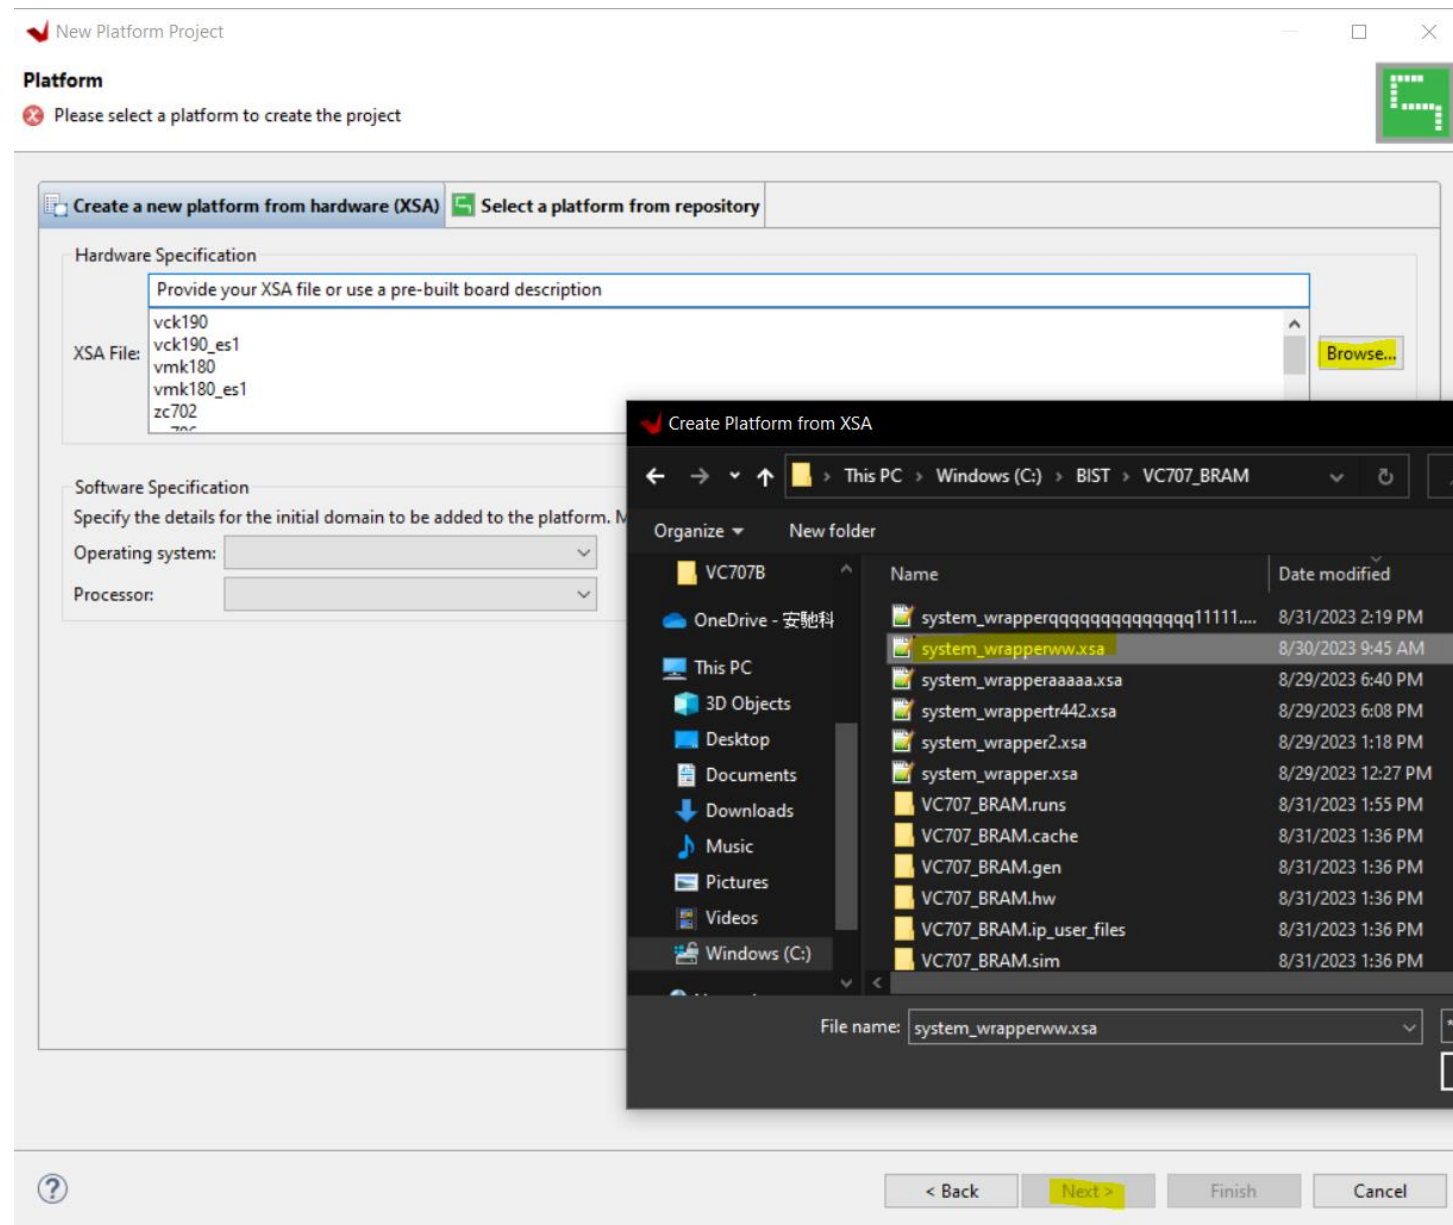 New Platform Project
Platform
Please select a platform to create the project
Create a new platform from hardware (XSA)
Select a platform from repository
Hardware Specification
Provide your XSA file or use a pre-built board description
XSA File:
vck190
vck190_es1
vmk180
vmk180_es1
zc702
Browse...
Software Specification
Specify the details for the initial domain to be added to the platform.
Operating system:
Processor:
Create Platform from XSA
This PC > Windows (C:) > BIST > VC707_BRAM
Organize
New folder
VC707B
OneDrive - 安馳科
This PC
3D Objects
Desktop
Documents
Downloads
Music
Pictures
Videos
Windows (C:)
Name Date modified
system_wrapperqqqqqqqqqqqqqqq11111.... 8/31/2023 2:19 PM
system_wrapperww.xsa 8/30/2023 9:45 AM
system_wrapperaaaaa.xsa 8/29/2023 6:40 PM
system_wrappertr442.xsa 8/29/2023 6:08 PM
system_wrapper2.xsa 8/29/2023 1:18 PM
system_wrapper.xsa 8/29/2023 12:27 PM
VC707_BRAM.runs 8/31/2023 1:55 PM
VC707_BRAM.cache 8/31/2023 1:36 PM
VC707_BRAM.gen 8/31/2023 1:36 PM
VC707_BRAM.hw 8/31/2023 1:36 PM
VC707_BRAM.ip_user_files 8/31/2023 1:36 PM
VC707_BRAM.sim 8/31/2023 1:36 PM
File name: system_wrapperww.xsa
< Back
Next >
Finish
Cancel